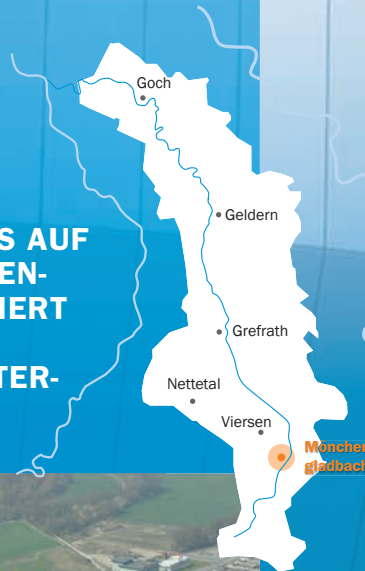 Goch
Geldern
S AUF
EN-
IERT
TER-
Grefrath
Nettetal
Viersen
Mönchen
gladbach